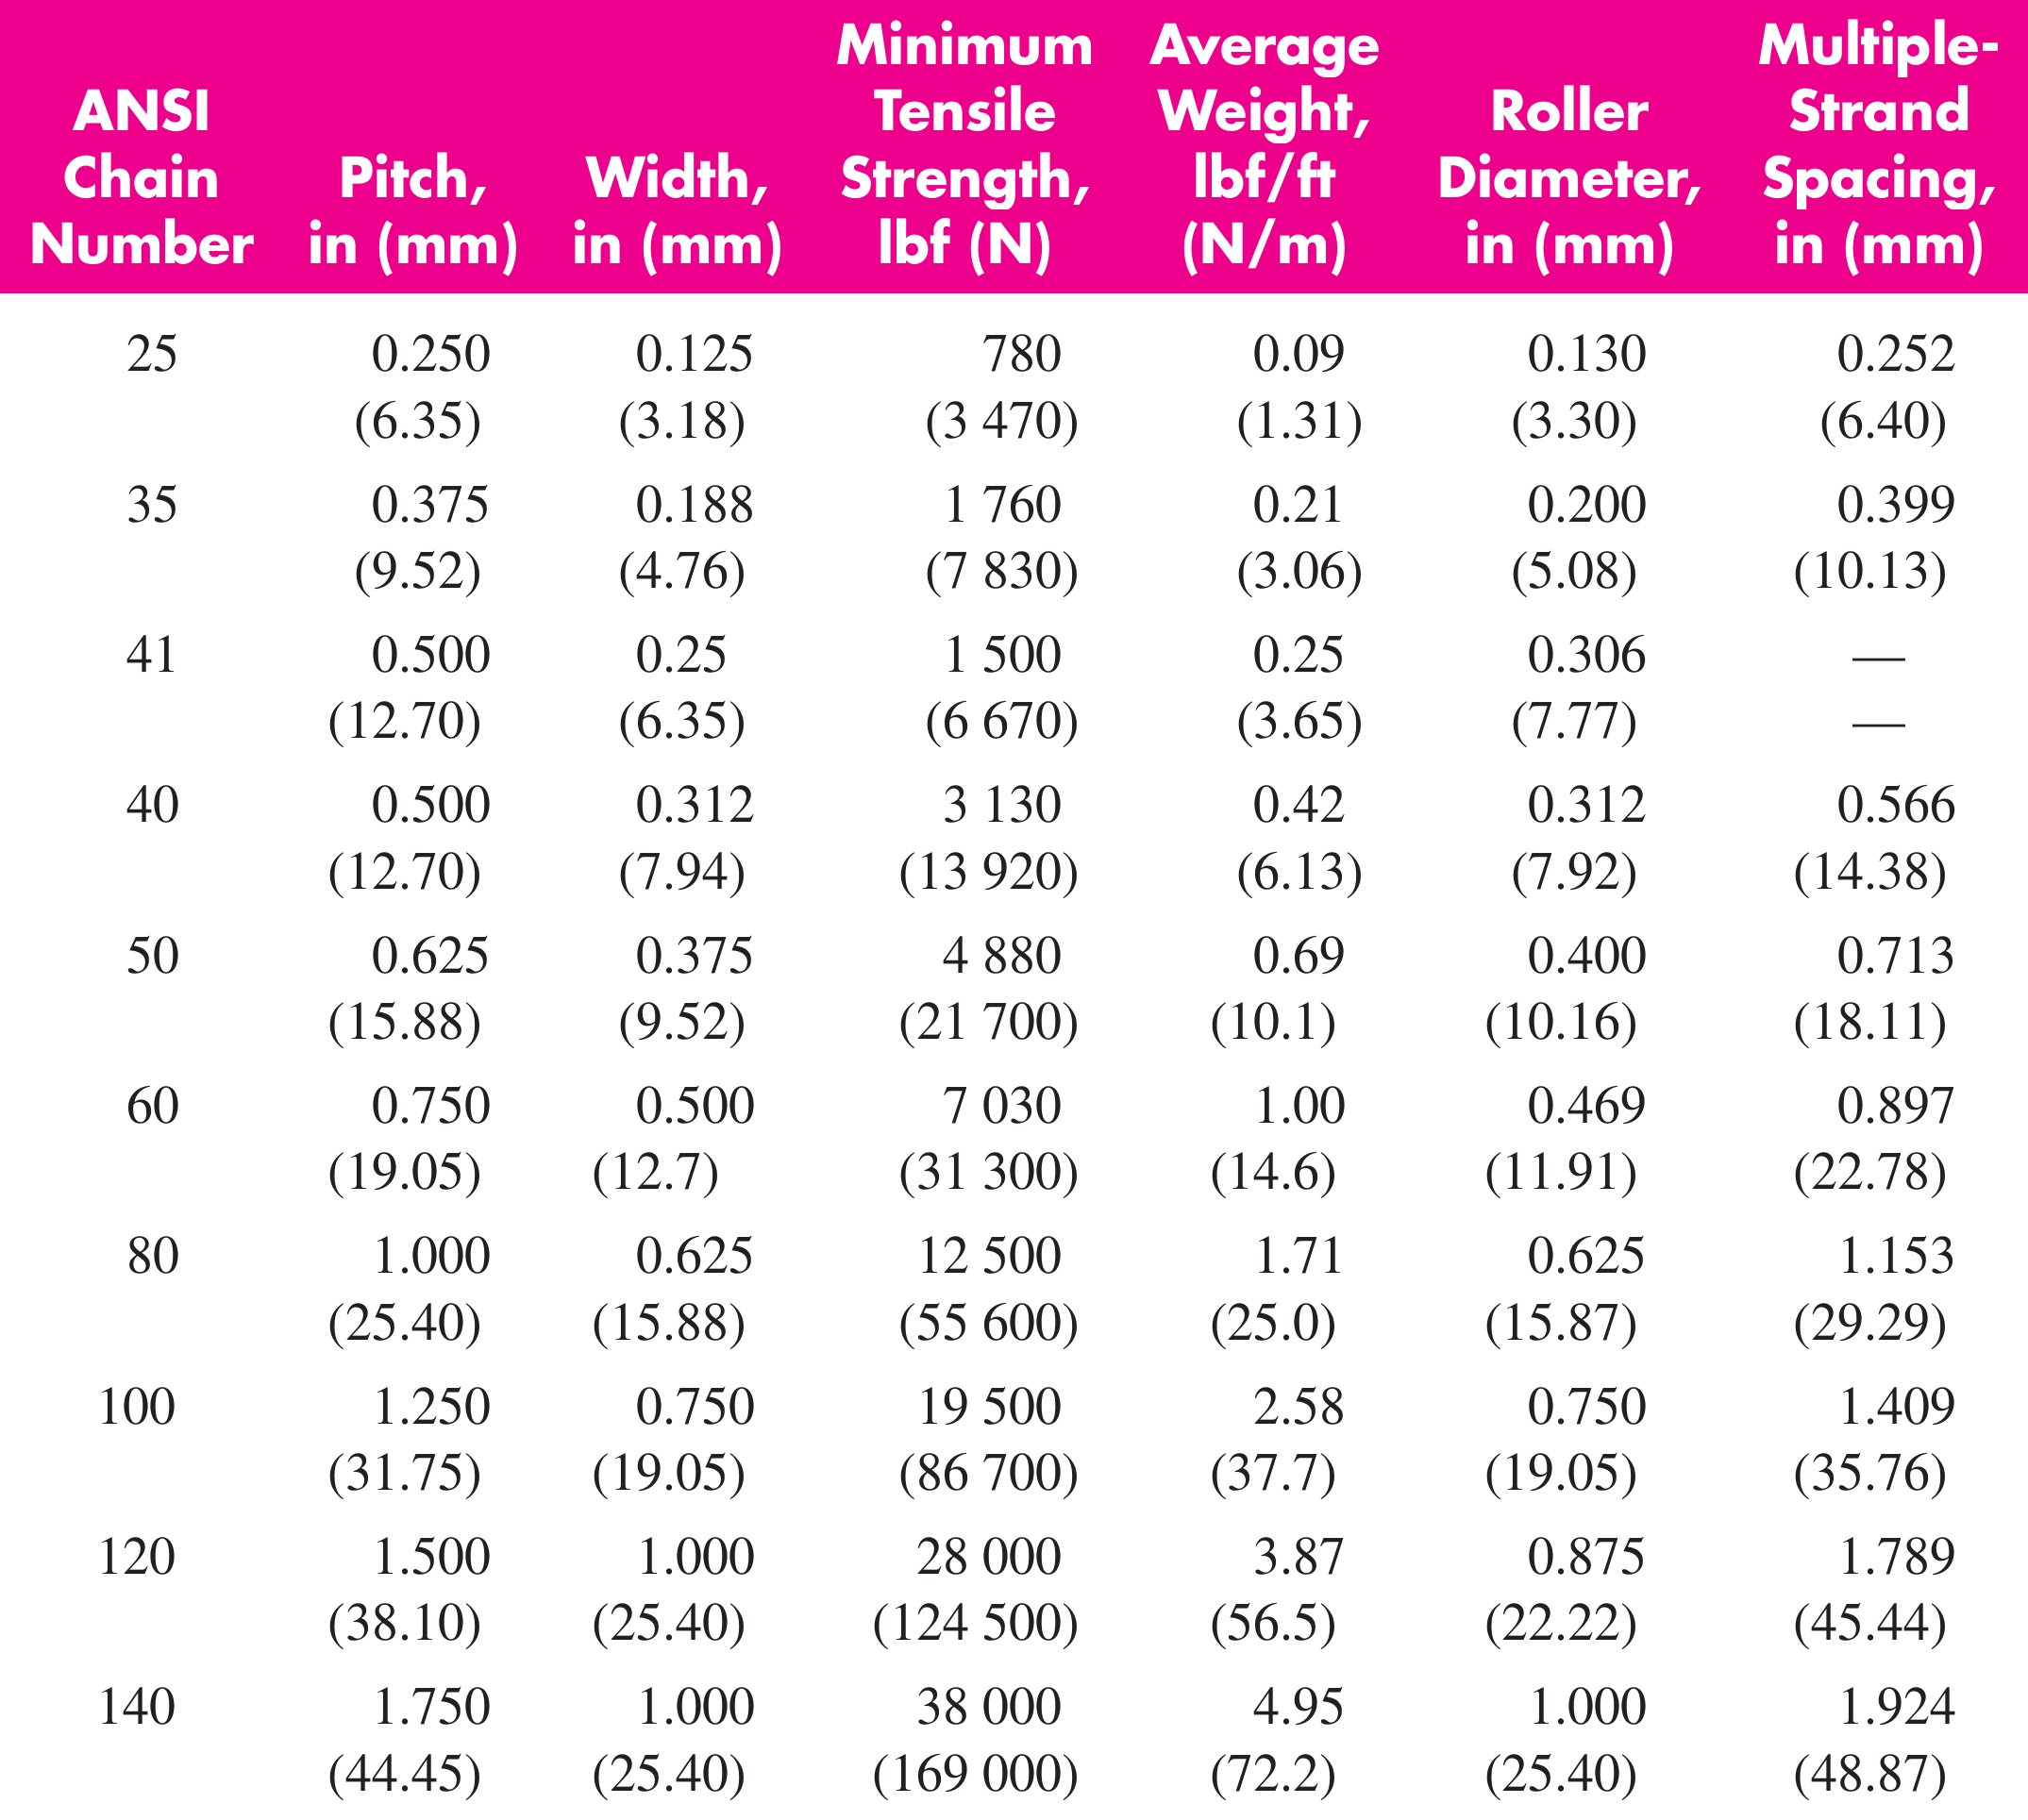 ANSI Chain Number | Pitch, in (mm) | Width, in (mm) | Minimum Tensile Strength, lbf (N) | Average Weight, lbf/ft (N/m) | Roller Diameter, in (mm) | Multiple-Strand Spacing, in (mm)
25 0.250 0.125 780 0.09 0.130 0.252
(6.35) (3.18) (3 470) (1.31) (3.30) (6.40)
35 0.375 0.188 1 760 0.21 0.200 0.399
(9.52) (4.76) (7 830) (3.06) (5.08) (10.13)
41 0.500 0.25 1 500 0.25 0.306 —
(12.70) (6.35) (6 670) (3.65) (7.77) —
40 0.500 0.312 3 130 0.42 0.312 0.566
(12.70) (7.94) (13 920) (6.13) (7.92) (14.38)
50 0.625 0.375 4 880 0.69 0.400 0.713
(15.88) (9.52) (21 700) (10.1) (10.16) (18.11)
60 0.750 0.500 7 030 1.00 0.469 0.897
(19.05) (12.7) (31 300) (14.6) (11.91) (22.78)
80 1.000 0.625 12 500 1.71 0.625 1.153
(25.40) (15.88) (55 600) (25.0) (15.87) (29.29)
100 1.250 0.750 19 500 2.58 0.750 1.409
(31.75) (19.05) (86 700) (37.7) (19.05) (35.76)
120 1.500 1.000 28 000 3.87 0.875 1.789
(38.10) (25.40) (124 500) (56.5) (22.22) (45.44)
140 1.750 1.000 38 000 4.95 1.000 1.924
(44.45) (25.40) (169 000) (72.2) (25.40) (48.87)